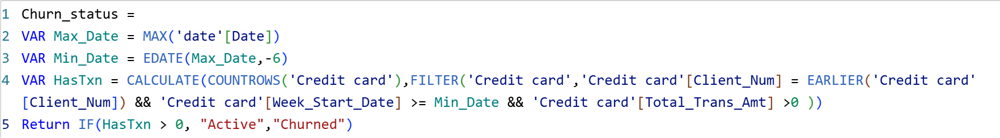 1 Churn_status =
2 VAR Max_Date = MAX('date'[Date])
3 VAR Min_Date = EDATE(Max_Date,-6)
4 VAR HasTxn = CALCULATE(COUNTROWS('Credit card'),FILTER('Credit card','Credit card'[Client_Num] = EARLIER('Credit card'
[Client_Num]) && 'Credit card'[Week_Start_Date] >= Min_Date && 'Credit card'[Total_Trans_Amt] >0 ))
5 Return IF(HasTxn > 0, "Active","Churned")